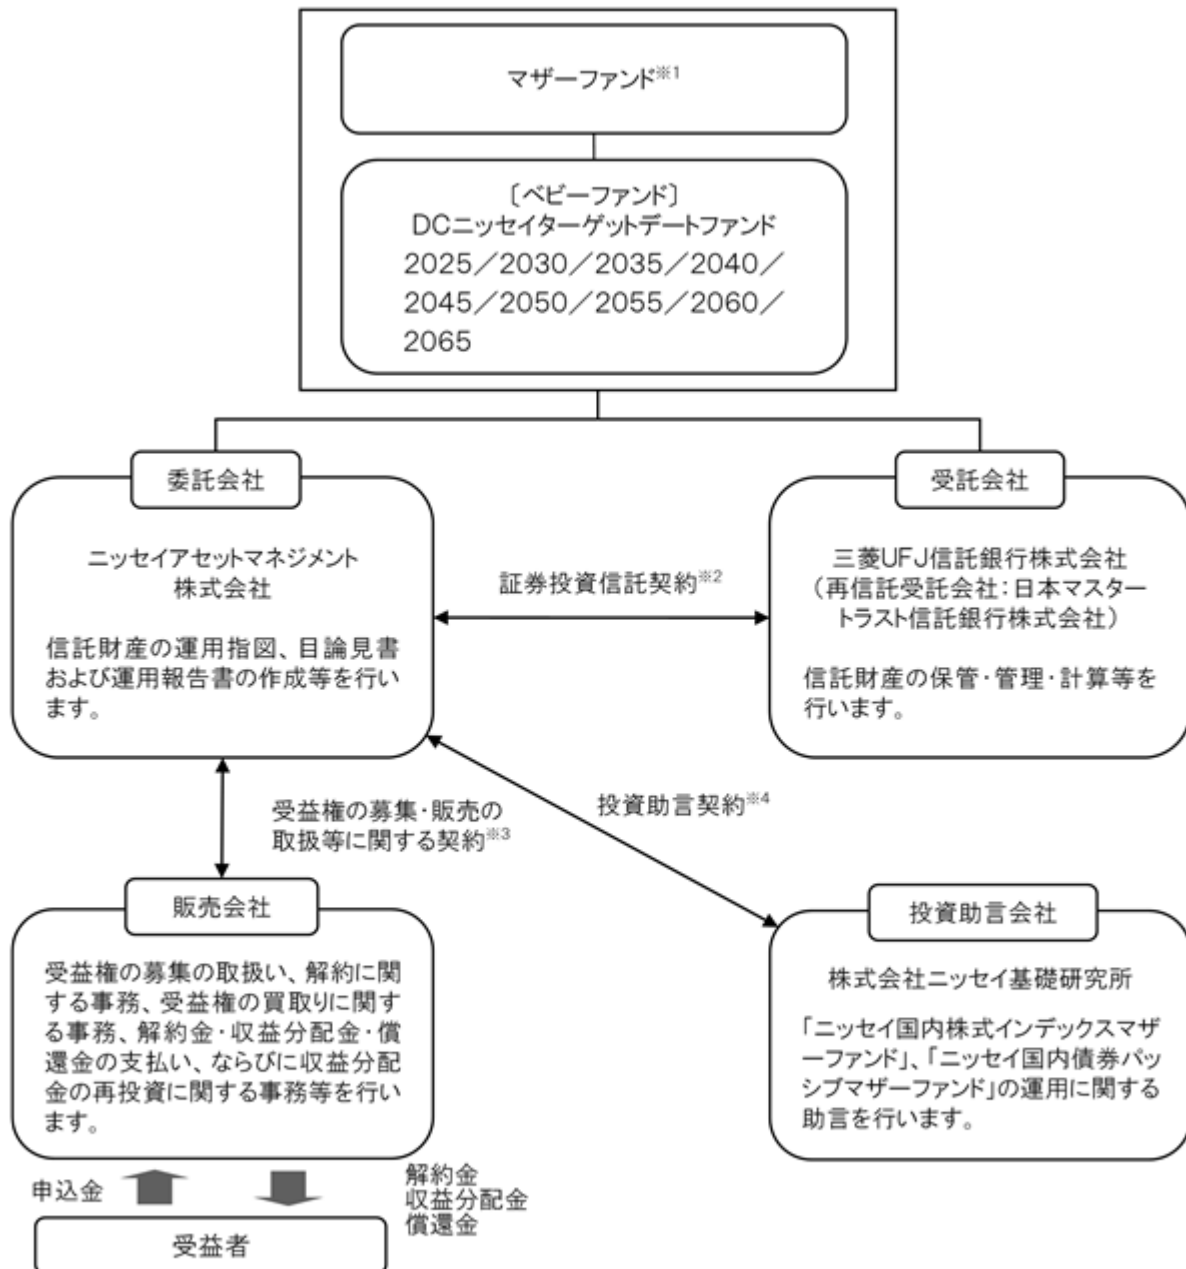 マザーファンド※1
〔ベビーファンド〕
DCニッセイターゲットデートファンド
2025／2030／2035／2040／
2045／2050／2055／2060／
2065
委託会社
ニッセイアセットマネジメント
株式会社
信託財産の運用指図、目論見書
および運用報告書の作成等を行い
ます。
証券投資信託契約※2
受託会社
三菱UFJ信託銀行株式会社
（再信託受託会社：日本マスター
トラスト信託銀行株式会社）
信託財産の保管・管理・計算等を
行います。
受益権の募集・販売の
取扱等に関する契約※3
投資助言契約※4
販売会社
受益権の募集の取扱い、解約に関
する事務、受益権の買取りに関す
る事務、解約金・収益分配金・償
還金の支払い、ならびに収益分配
金の再投資に関する事務等を行い
ます。
投資助言会社
株式会社ニッセイ基礎研究所
「ニッセイ国内株式インデックスマザ
ーファンド」、「ニッセイ国内債券パッ
シブマザーファンド」の運用に関する
助言を行います。
申込金
解約金
収益分配金
償還金
受益者